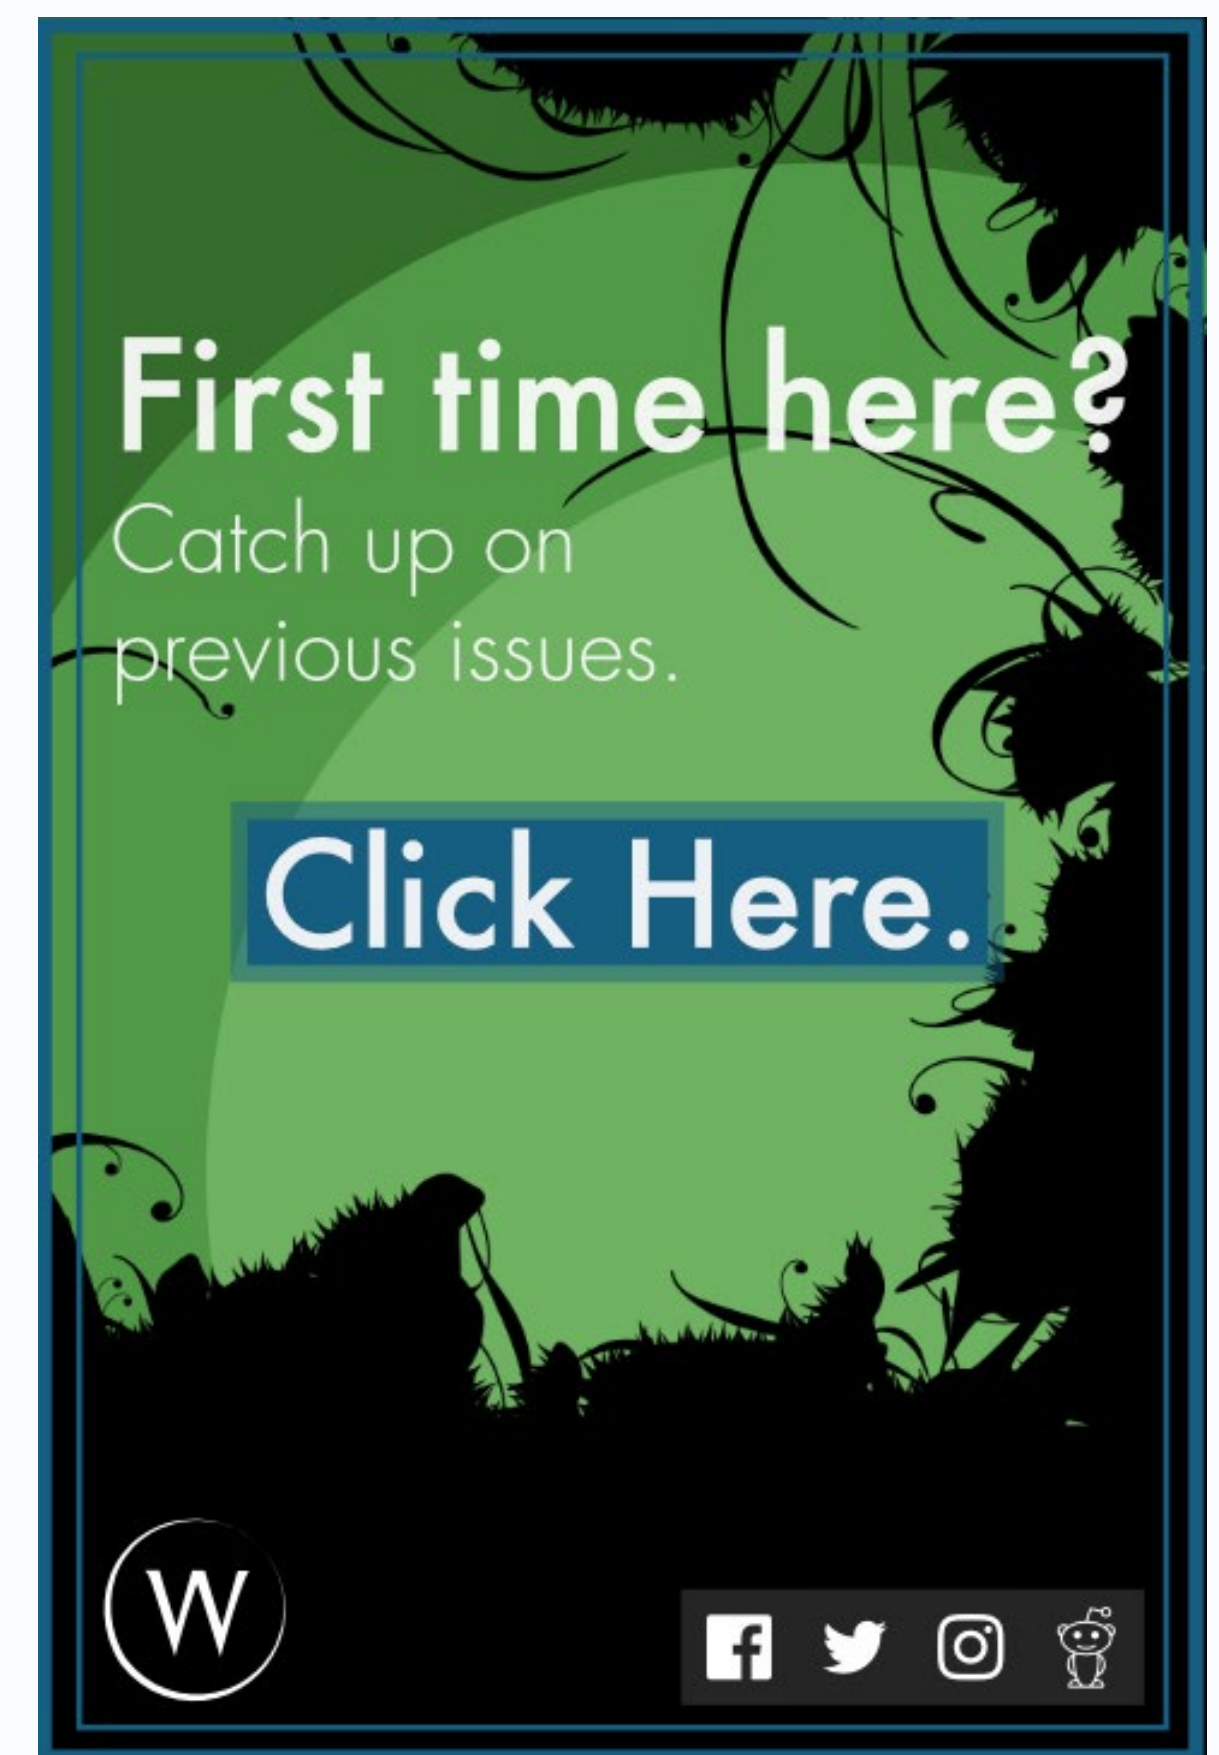 First time here?
Catch up on
previous issues.
Click Here.
W